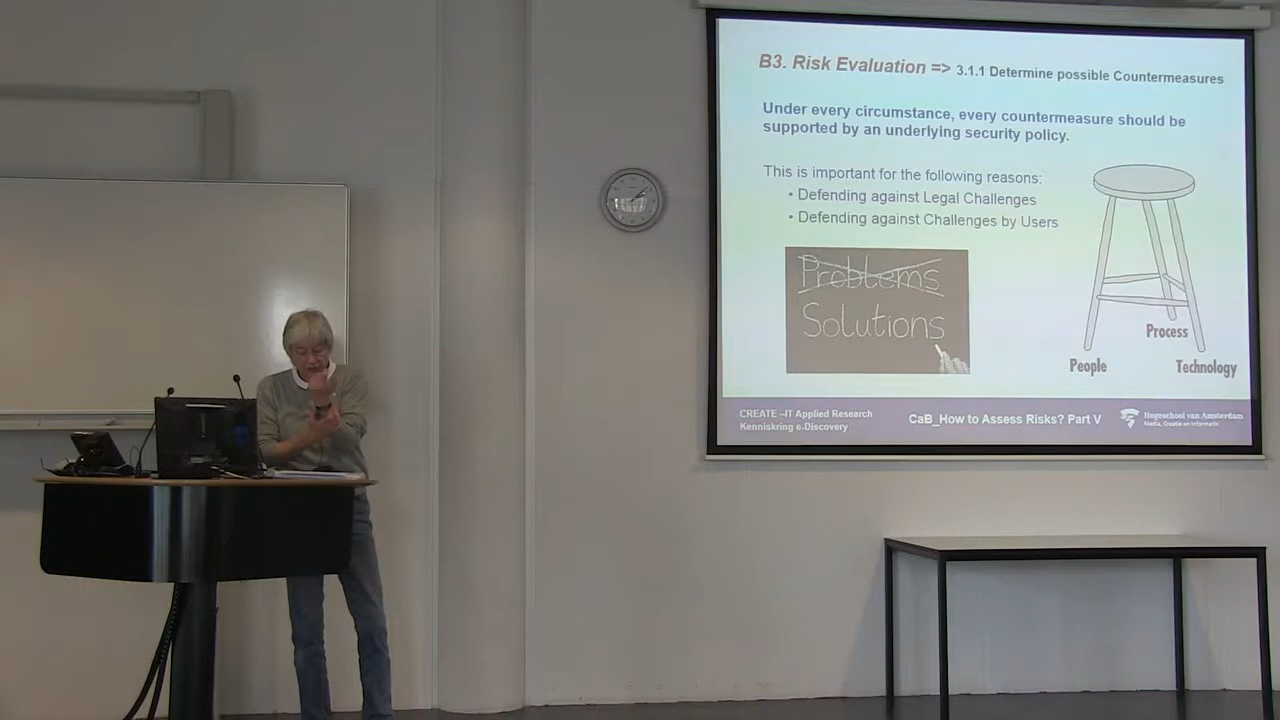 B3. Risk Evaluation => 3.1.1 Determine possible Countermeasures
Under every circumstance, every countermeasure should be
supported by an underlying security policy.
This is important for the following reasons:
• Defending against Legal Challenges
• Defending against Challenges by Users
Problems
Solutions
Process
People
Technology
CREATE –IT Applied Research
Kenniskring e-Discovery
CaB_How to Assess Risks? Part V
Hogeschool van Amsterdam
Media, Creatie en Informatie